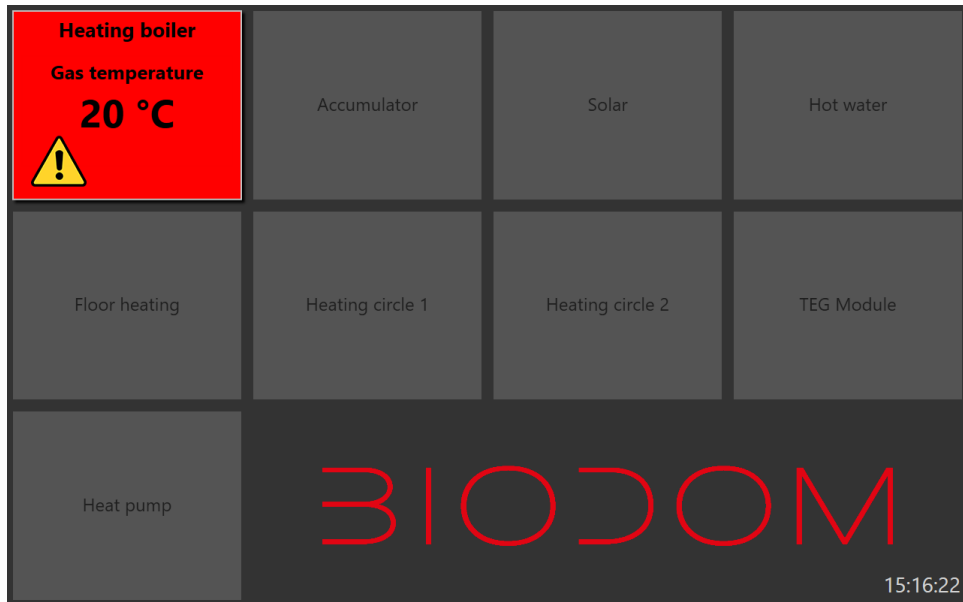 Heating boiler
Gas temperature
20 °C
Accumulator
Solar
Hot water
Floor heating
Heating circle 1
Heating circle 2
TEG Module
Heat pump
BIODOM
15:16:22